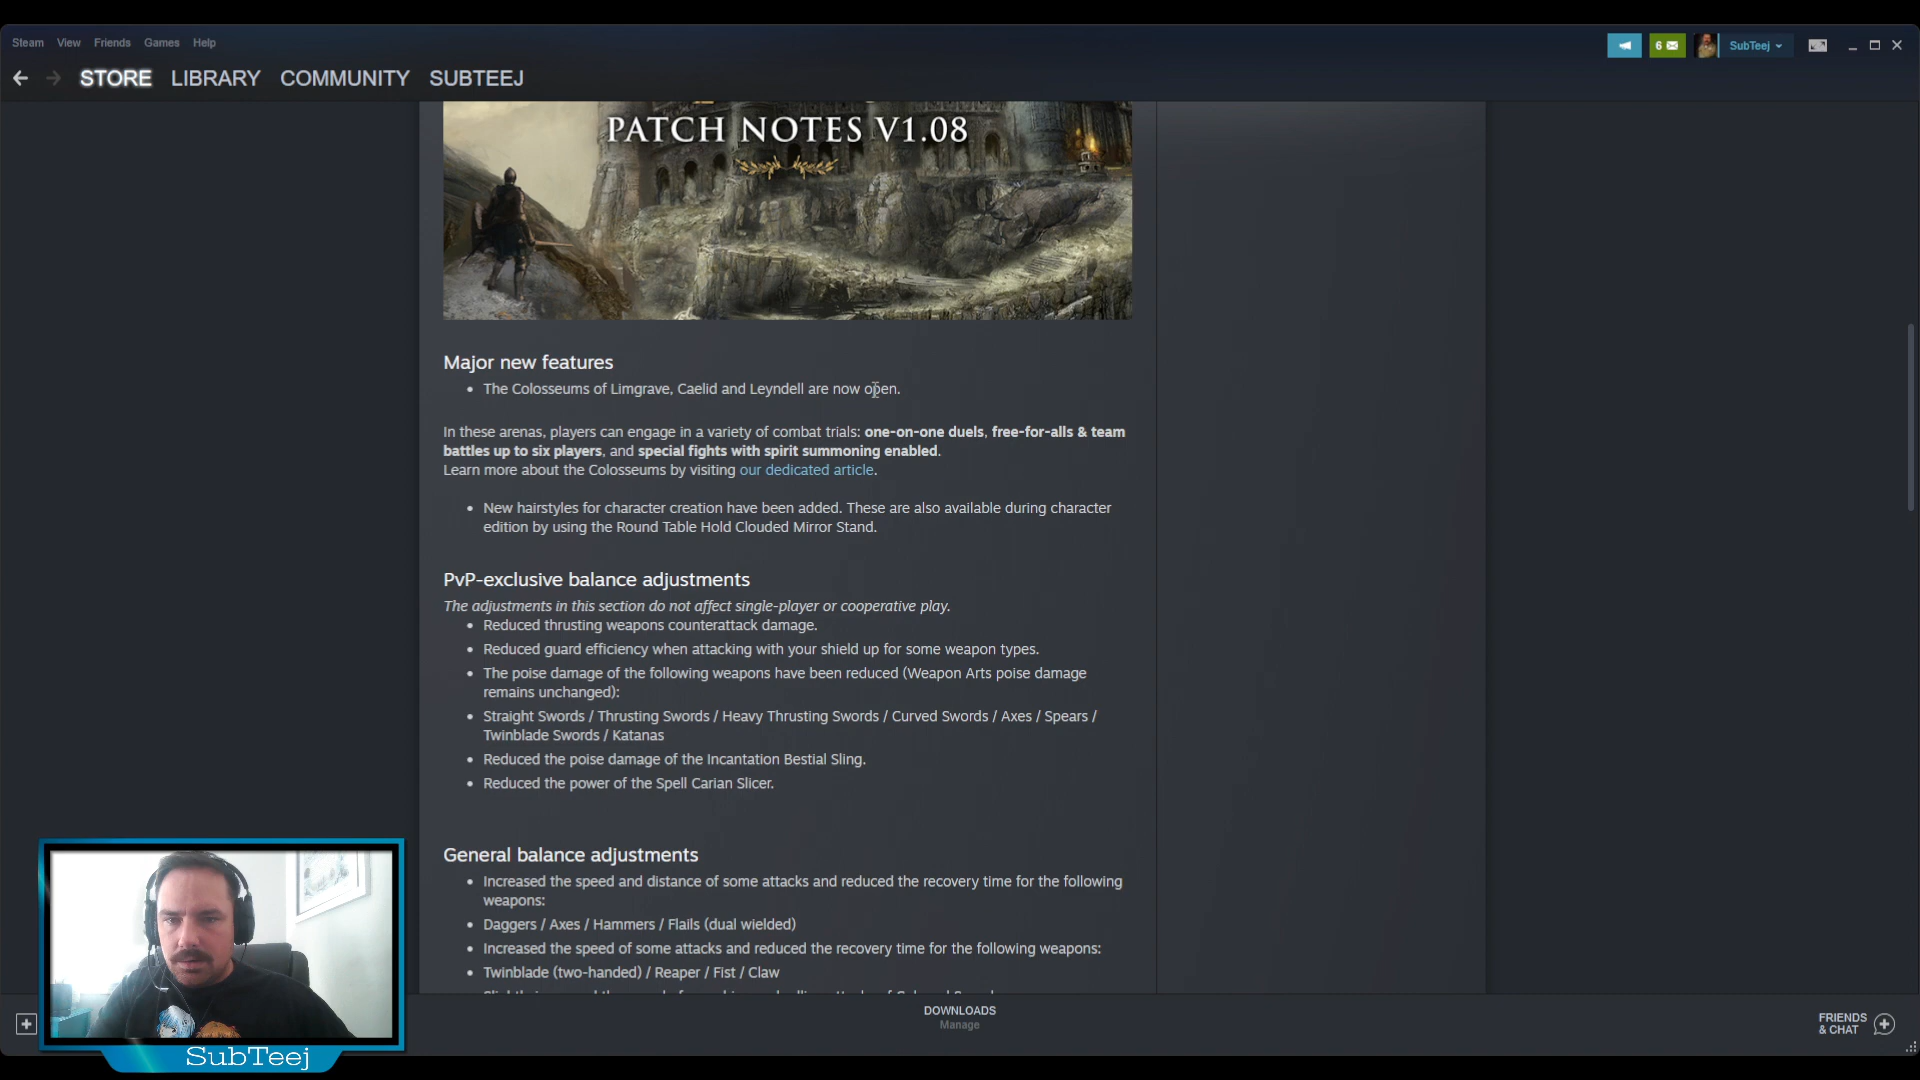 Steam View Friends Games Help
6
SubTeej
STORE LIBRARY COMMUNITY SUBTEEJ
PATCH NOTES V1.08
Major new features
The Colosseums of Limgrave, Caelid and Leyndell are now open.
In these arenas, players can engage in a variety of combat trials: one-on-one duels, free-for-alls & team
battles up to six players, and special fights with spirit summoning enabled.
Learn more about the Colosseums by visiting our dedicated article.
New hairstyles for character creation have been added. These are also available during character
edition by using the Round Table Hold Clouded Mirror Stand.
PvP-exclusive balance adjustments
The adjustments in this section do not affect single-player or cooperative play.
Reduced thrusting weapons counterattack damage.
Reduced guard efficiency when attacking with your shield up for some weapon types.
The poise damage of the following weapons have been reduced (Weapon Arts poise damage
remains unchanged):
Straight Swords / Thrusting Swords / Heavy Thrusting Swords / Curved Swords / Axes / Spears /
Twinblade Swords / Katanas
Reduced the poise damage of the Incantation Bestial Sling.
Reduced the power of the Spell Carian Slicer.
General balance adjustments
Increased the speed and distance of some attacks and reduced the recovery time for the following
weapons:
Daggers / Axes / Hammers / Flails (dual wielded)
Increased the speed of some attacks and reduced the recovery time for the following weapons:
Twinblade (two-handed) / Reaper / Fist / Claw
DOWNLOADS
Manage
FRIENDS
& CHAT
SubTeej